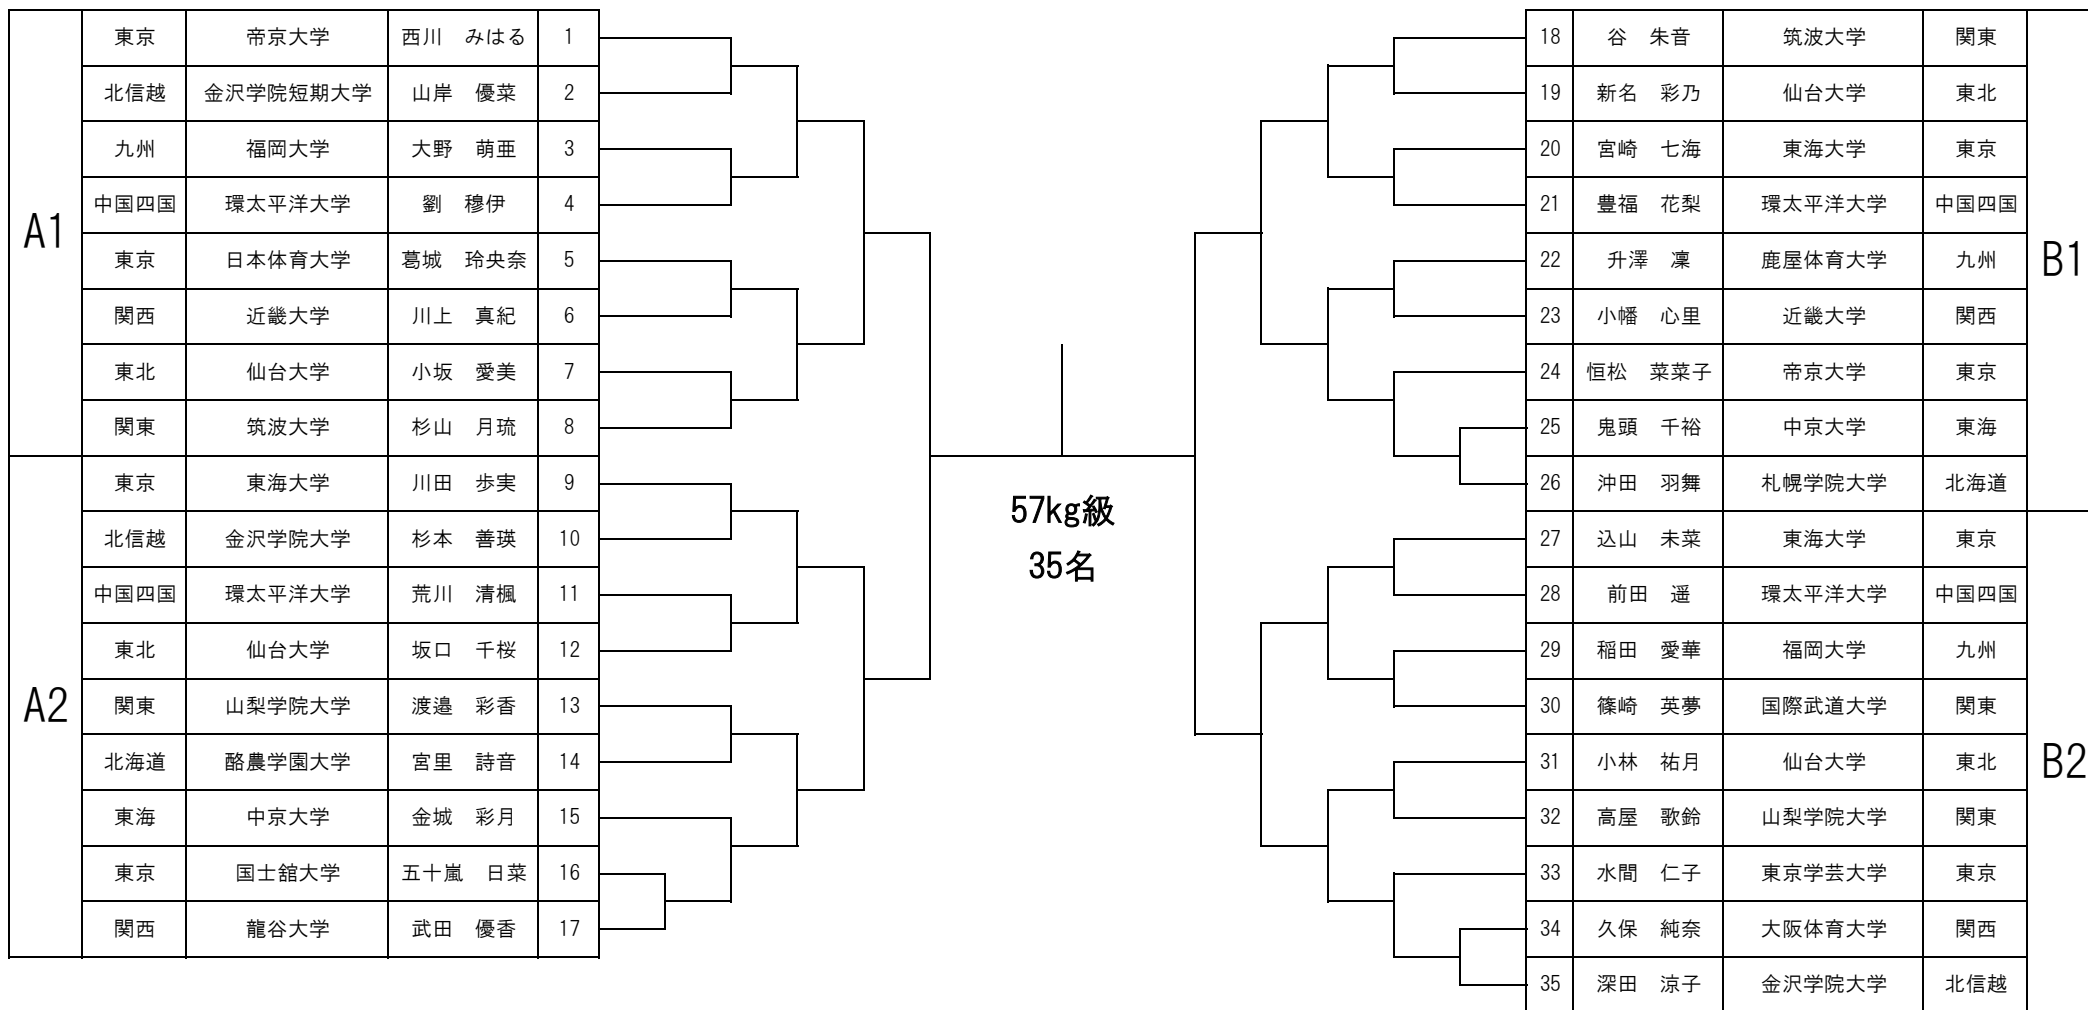 A1
東京 帝京大学 西川 みはる 1
北信越 金沢学院短期大学 山岸 優菜 2
九州 福岡大学 大野 萌亜 3
中国四国 環太平洋大学 劉 穆伊 4
東京 日本体育大学 葛城 玲央奈 5
関西 近畿大学 川上 真紀 6
東北 仙台大学 小坂 愛美 7
関東 筑波大学 杉山 月琉 8
A2
東京 東海大学 川田 歩実 9
北信越 金沢学院大学 杉本 善瑛 10
中国四国 環太平洋大学 荒川 清楓 11
東北 仙台大学 坂口 千桜 12
関東 山梨学院大学 渡邉 彩香 13
北海道 酪農学園大学 宮里 詩音 14
東海 中京大学 金城 彩月 15
東京 国士舘大学 五十嵐 日菜 16
関西 龍谷大学 武田 優香 17
57kg級
35名
18 谷 朱音 筑波大学 関東
19 新名 彩乃 仙台大学 東北
20 宮崎 七海 東海大学 東京
21 豊福 花梨 環太平洋大学 中国四国
22 升澤 凜 鹿屋体育大学 九州
23 小幡 心里 近畿大学 関西
24 恒松 菜菜子 帝京大学 東京
25 鬼頭 千裕 中京大学 東海
26 沖田 羽舞 札幌学院大学 北海道
B1
27 込山 未菜 東海大学 東京
28 前田 遥 環太平洋大学 中国四国
29 稲田 愛華 福岡大学 九州
30 篠崎 英夢 国際武道大学 関東
31 小林 祐月 仙台大学 東北
32 高屋 歌鈴 山梨学院大学 関東
33 水間 仁子 東京学芸大学 東京
34 久保 純奈 大阪体育大学 関西
35 深田 涼子 金沢学院大学 北信越
B2